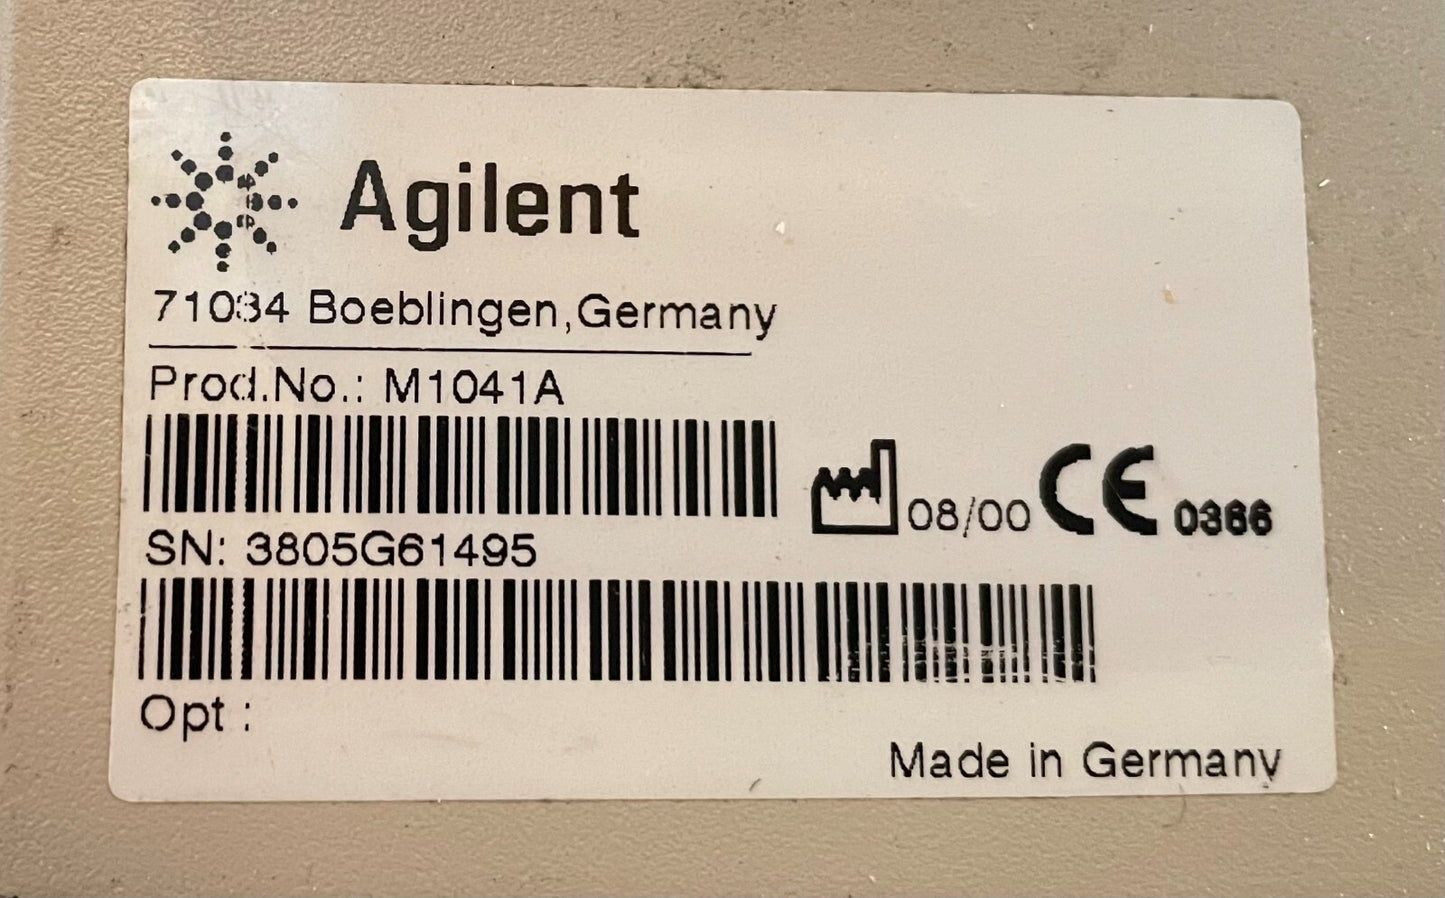 Agilent
71034 Boeblingen,Germany
Prod.No.: M1041A
08/00 CE 0366
SN: 3805G61495
Opt :
Made in Germany